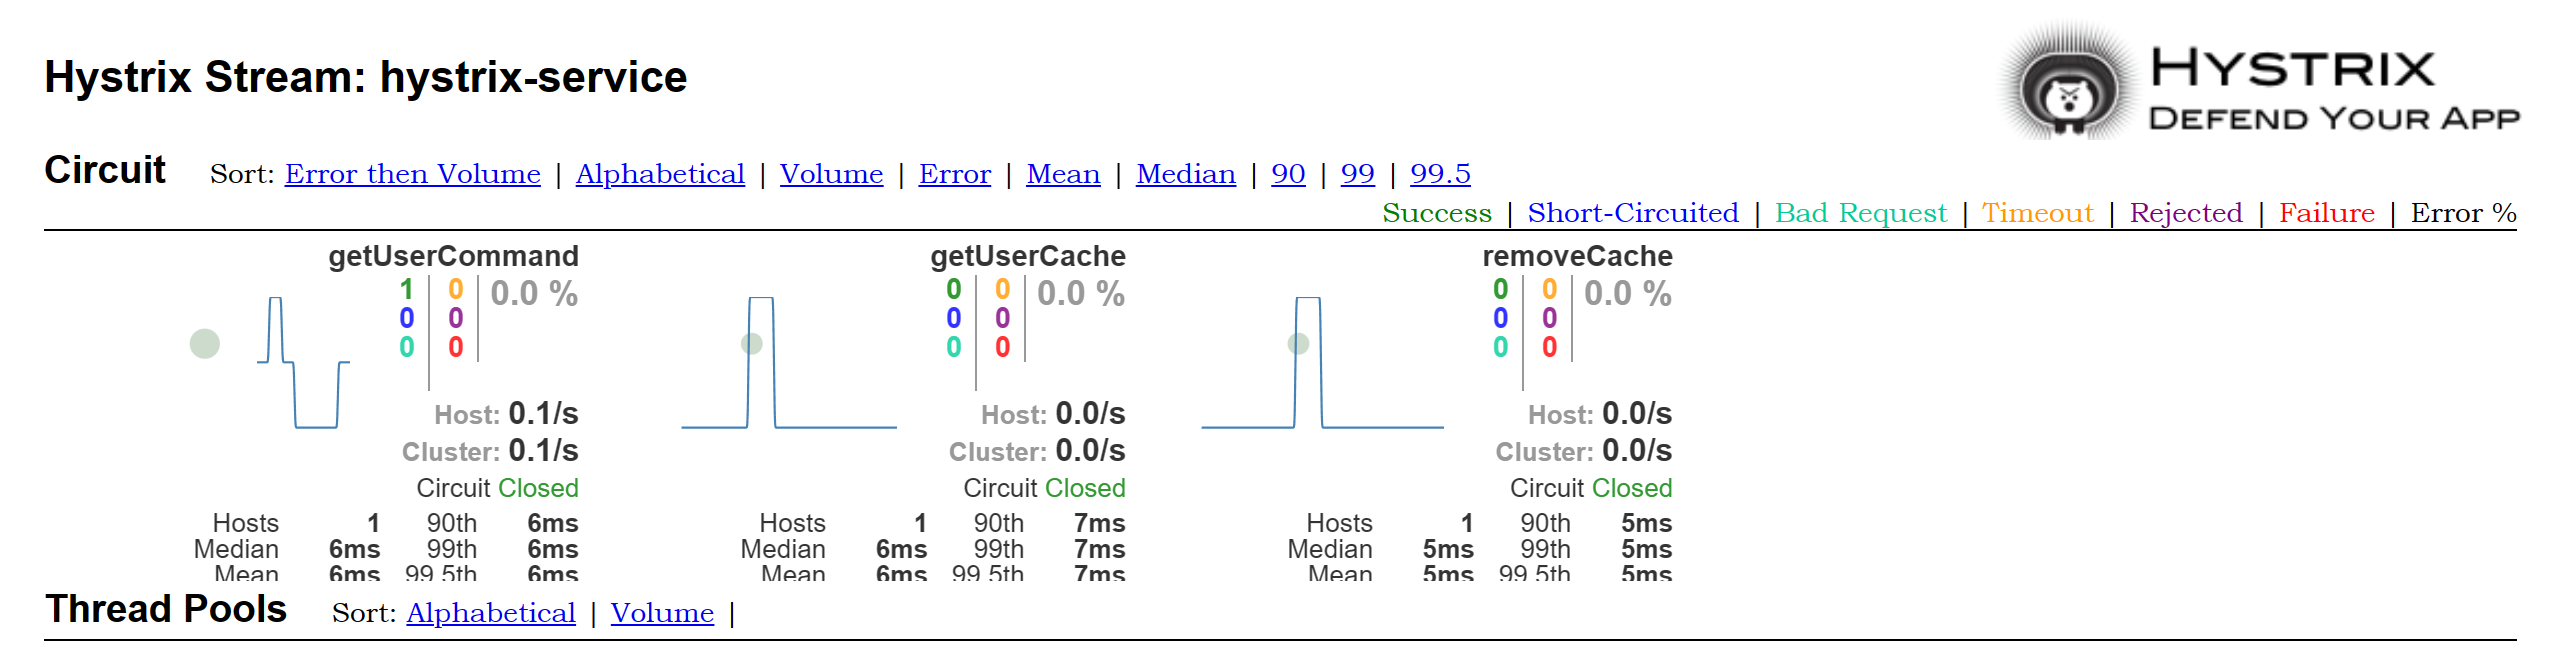 Hystrix Stream: hystrix-service
HYSTRIX
DEFEND YOUR APP
Circuit Sort: Error then Volume | Alphabetical | Volume | Error | Mean | Median | 90 | 99 | 99.5
Success | Short-Circuited | Bad Request | Timeout | Rejected | Failure | Error %
getUserCommand
1 0 0.0 %
0 0
0 0
Host: 0.1/s
Cluster: 0.1/s
Circuit Closed
Hosts 1 90th 6ms
Median 6ms 99th 6ms
Mean 6ms 99.5th 6ms
getUserCache
0 0 0.0 %
0 0
0 0
Host: 0.0/s
Cluster: 0.0/s
Circuit Closed
Hosts 1 90th 7ms
Median 6ms 99th 7ms
Mean 6ms 99.5th 7ms
removeCache
0 0 0.0 %
0 0
0 0
Host: 0.0/s
Cluster: 0.0/s
Circuit Closed
Hosts 1 90th 5ms
Median 5ms 99th 5ms
Mean 5ms 99.5th 5ms
Thread Pools Sort: Alphabetical | Volume |